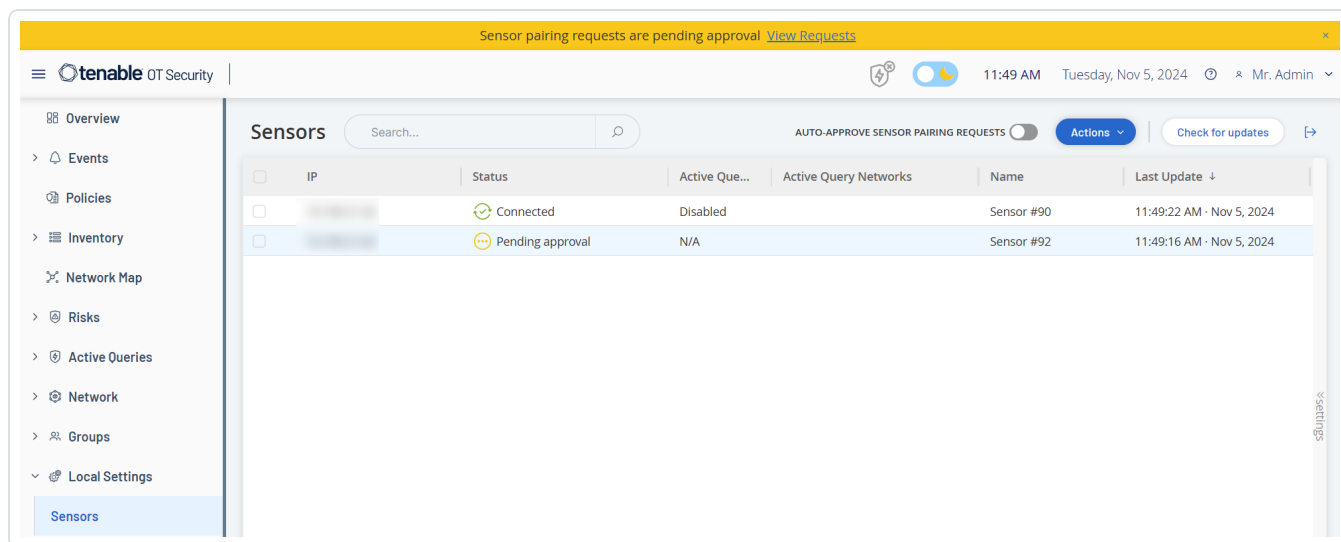 Sensor pairing requests are pending approval View Requests ×
tenable OT Security 11:49 AM Tuesday, Nov 5, 2024 Mr. Admin
Overview
Events
Policies
Inventory
Network Map
Risks
Active Queries
Network
Groups
Local Settings
Sensors
Sensors Search... AUTO-APPROVE SENSOR PAIRING REQUESTS Actions Check for updates
IP Status Active Que... Active Query Networks Name Last Update ↓
Connected Disabled Sensor #90 11:49:22 AM · Nov 5, 2024
Pending approval N/A Sensor #92 11:49:16 AM · Nov 5, 2024
settings